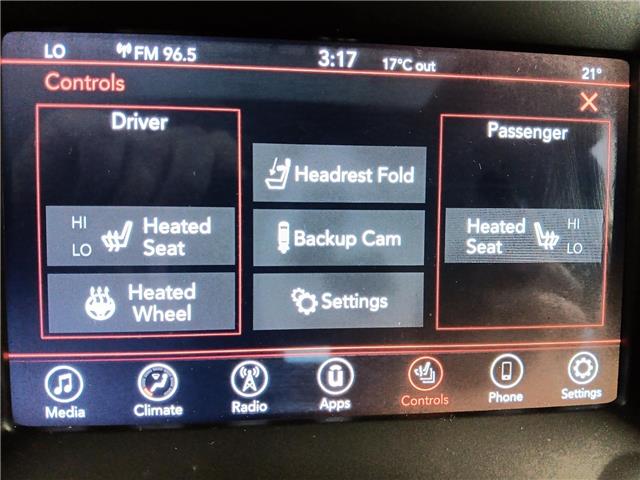 LO FM 96.5 3:17 17°C out 21°
Controls X
Driver
Passenger
Headrest Fold
HI
LO
Heated
Seat
Backup Cam
Heated
Seat
HI
LO
Heated
Wheel
Settings
Media
Climate
Radio
Apps
Controls
Phone
Settings